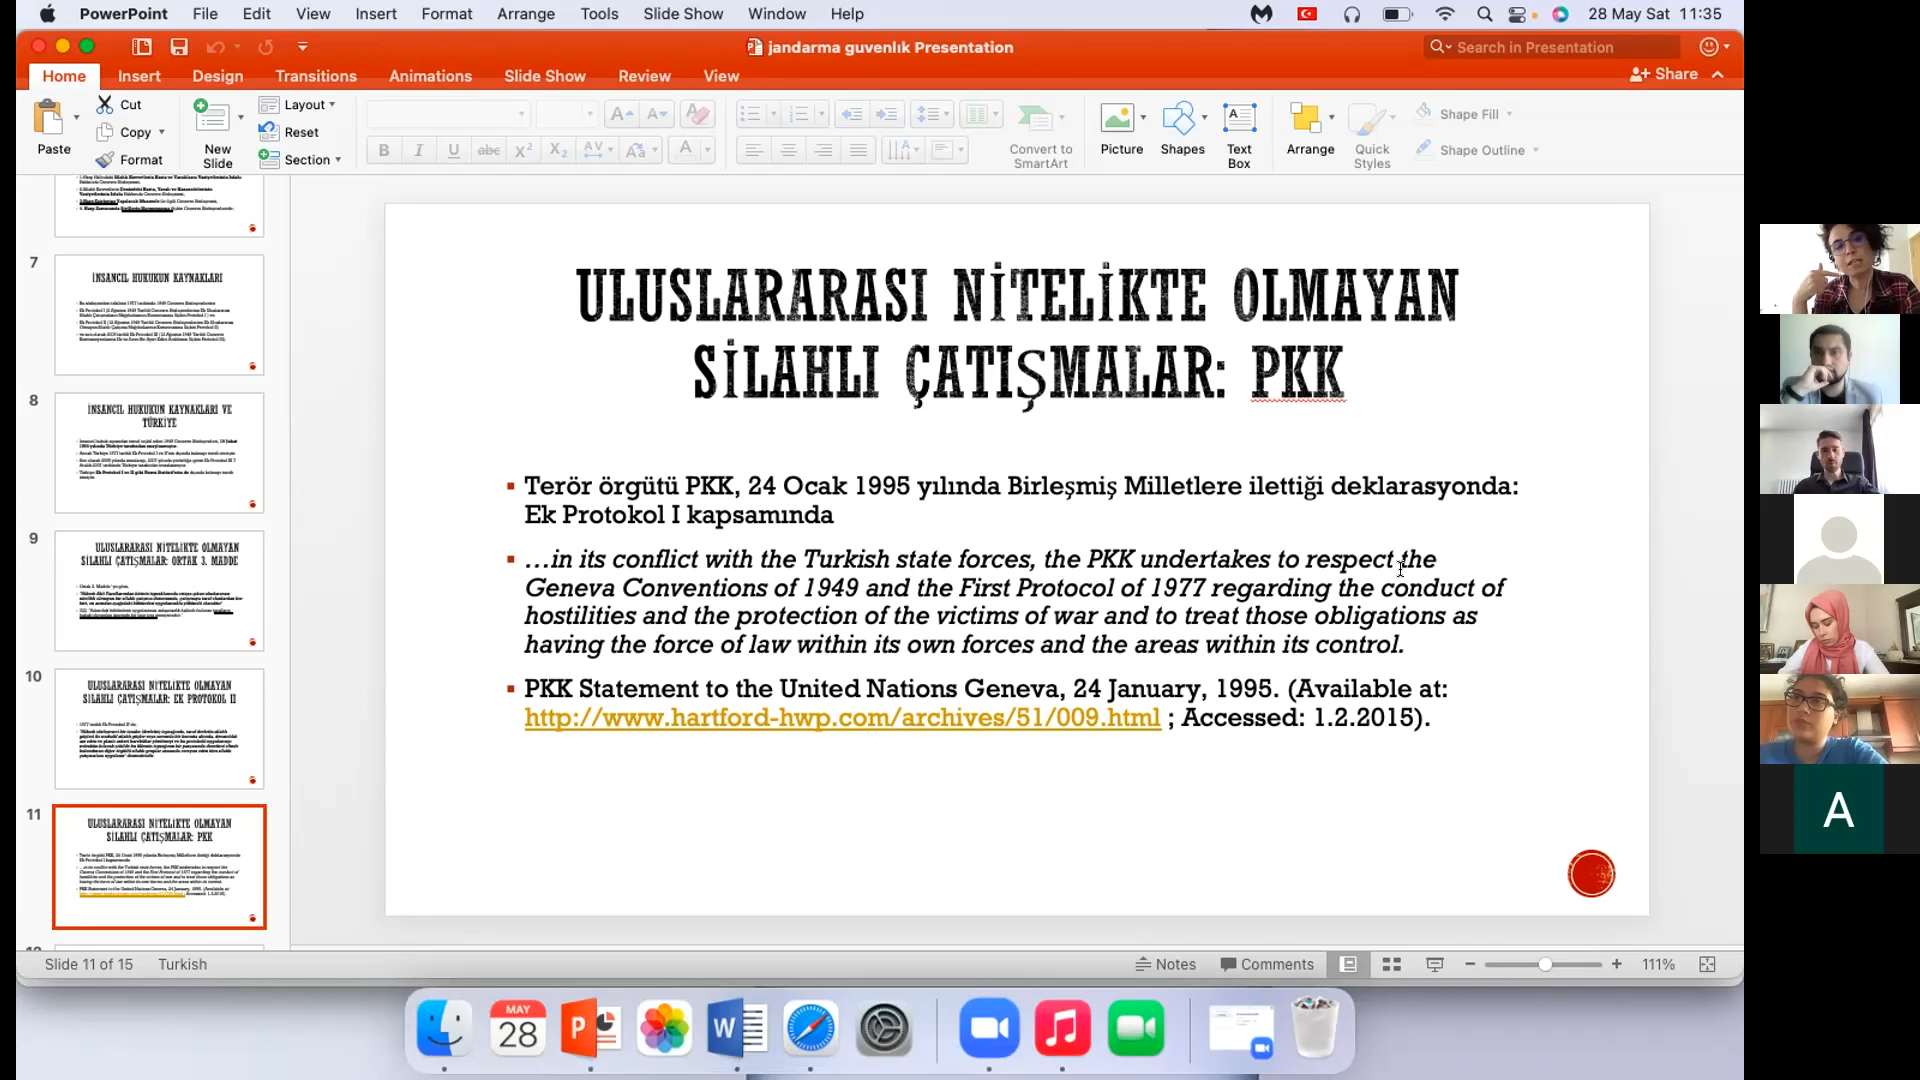 PowerPoint File Edit View Insert Format Arrange Tools Slide Show Window Help 28 May Sat 11:35
jandarma guvenlık Presentation
Search in Presentation
Home Insert Design Transitions Animations Slide Show Review View
Share
Paste
Cut
Copy
Format
New
Slide
Layout
Reset
Section
Convert to
SmartArt
Picture
Shapes
Text
Box
Arrange
Quick
Styles
Shape Fill
Shape Outline
7
İNSANCIL HUKUKUN KAYNAKLARI
8
İNSANCIL HUKUKUN KAYNAKLARI VE
TÜRKİYE
9
ULUSLARARASI NİTELİKTE OLMAYAN
SİLAHLI ÇATIŞMALAR: ORTAK 3. MADDE
10
ULUSLARARASI NİTELİKTE OLMAYAN
SİLAHLI ÇATIŞMALAR: EK PROTOKOL II
11
ULUSLARARASI NİTELİKTE OLMAYAN
SİLAHLI ÇATIŞMALAR: PKK
ULUSLARARASI NİTELİKTE OLMAYAN
SİLAHLI ÇATIŞMALAR: PKK
Terör örgütü PKK, 24 Ocak 1995 yılında Birleşmiş Milletlere ilettiği deklarasyonda:
Ek Protokol I kapsamında
…in its conflict with the Turkish state forces, the PKK undertakes to respect the
Geneva Conventions of 1949 and the First Protocol of 1977 regarding the conduct of
hostilities and the protection of the victims of war and to treat those obligations as
having the force of law within its own forces and the areas within its control.
PKK Statement to the United Nations Geneva, 24 January, 1995. (Available at:
http://www.hartford-hwp.com/archives/51/009.html ; Accessed: 1.2.2015).
Slide 11 of 15 Turkish
Notes Comments 111%
MAY
28
A